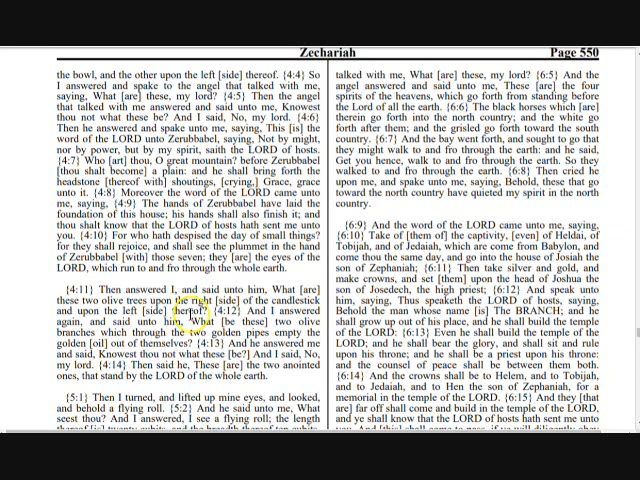 Zechariah
Page 550
the bowl, and the other upon the left [side] thereof. {4:4} So
I answered and spake to the angel that talked with me,
saying, What [are] these, my lord? {4:5} Then the angel
that talked with me answered and said unto me, Knowest
thou not what these be? And I said, No, my lord. {4:6}
Then he answered and spake unto me, saying, This [is] the
word of the LORD unto Zerubbabel, saying, Not by might,
nor by power, but by my spirit, saith the LORD of hosts.
{4:7} Who [art] thou, O great mountain? before Zerubbabel
[thou shalt become] a plain: and he shall bring forth the
headstone [thereof with] shoutings, [crying,] Grace, grace
unto it. {4:8} Moreover the word of the LORD came unto
me, saying, {4:9} The hands of Zerubbabel have laid the
foundation of this house; his hands shall also finish it; and
thou shalt know that the LORD of hosts hath sent me unto
you. {4:10} For who hath despised the day of small things?
for they shall rejoice, and shall see the plummet in the hand
of Zerubbabel [with] those seven; they [are] the eyes of the
LORD, which run to and fro through the whole earth.
{4:11} Then answered I, and said unto him, What [are]
these two olive trees upon the right [side] of the candlestick
and upon the left [side] thereof? {4:12} And I answered
again, and said unto him, What [be these] two olive
branches which through the two golden pipes empty the
golden [oil] out of themselves? {4:13} And he answered me
and said, Knowest thou not what these [be?] And I said, No,
my lord. {4:14} Then said he, These [are] the two anointed
ones, that stand by the LORD of the whole earth.
{5:1} Then I turned, and lifted up mine eyes, and looked,
and behold a flying roll. {5:2} And he said unto me, What
seest thou? And I answered, I see a flying roll; the length
thereof [is] twenty cubits, and the breadth thereof ten cubits.
talked with me, What [are] these, my lord? {6:5} And the
angel answered and said unto me, These [are] the four
spirits of the heavens, which go forth from standing before
the Lord of all the earth. {6:6} The black horses which [are]
therein go forth into the north country; and the white go
forth after them; and the grisled go forth toward the south
country. {6:7} And the bay went forth, and sought to go that
they might walk to and fro through the earth: and he said,
Get you hence, walk to and fro through the earth. So they
walked to and fro through the earth. {6:8} Then cried he
upon me, and spake unto me, saying, Behold, these that go
toward the north country have quieted my spirit in the north
country.
{6:9} And the word of the LORD came unto me, saying,
{6:10} Take of [them of] the captivity, [even] of Heldai, of
Tobijah, and of Jedaiah, which are come from Babylon, and
come thou the same day, and go into the house of Josiah the
son of Zephaniah; {6:11} Then take silver and gold, and
make crowns, and set [them] upon the head of Joshua the
son of Josedech, the high priest; {6:12} And speak unto
him, saying, Thus speaketh the LORD of hosts, saying,
Behold the man whose name [is] The BRANCH; and he
shall grow up out of his place, and he shall build the temple
of the LORD: {6:13} Even he shall build the temple of the
LORD; and he shall bear the glory, and shall sit and rule
upon his throne; and he shall be a priest upon his throne:
and the counsel of peace shall be between them both.
{6:14} And the crowns shall be to Helem, and to Tobijah,
and to Jedaiah, and to Hen the son of Zephaniah, for a
memorial in the temple of the LORD. {6:15} And they [that
are] far off shall come and build in the temple of the LORD,
and ye shall know that the LORD of hosts hath sent me unto
you. And [this] shall come to pass, if ye will diligently obey